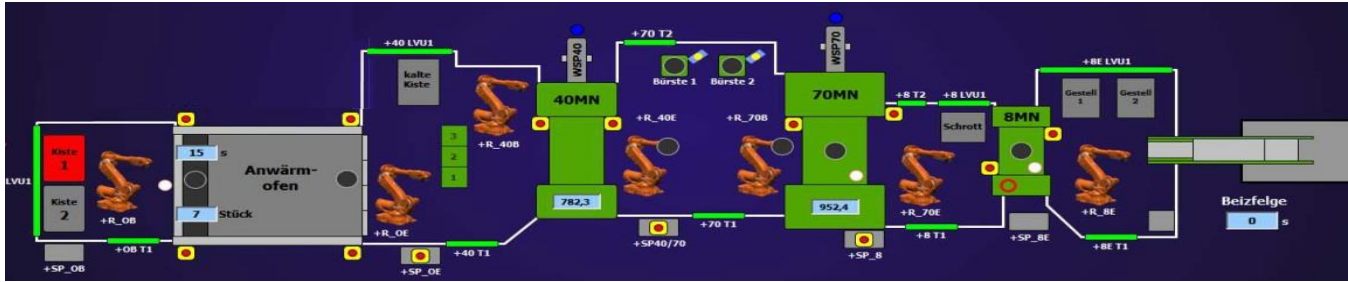 LVU1
Kiste
1
Kiste
2
+SP_OB
+R_OB
+OB T1
15 s
Anwärm-
ofen
7 Stück
+40 LVU1
kalte
Kiste
+R_40B
3
2
1
+R_OE
+SP_OE
+40 T1
WSP40
40MN
782,3
+70 T2
Bürste 1
Bürste 2
+R_40E
+R_70B
+SP40/70
+70 T1
WSP70
70MN
952,4
+SP_8
+8 T2
+8 LVU1
Schrott
+R_70E
+8 T1
8MN
+SP_8E
+8E LVU1
Gestell
1
Gestell
2
+R_8E
+8E T1
Beizfolge
0 s